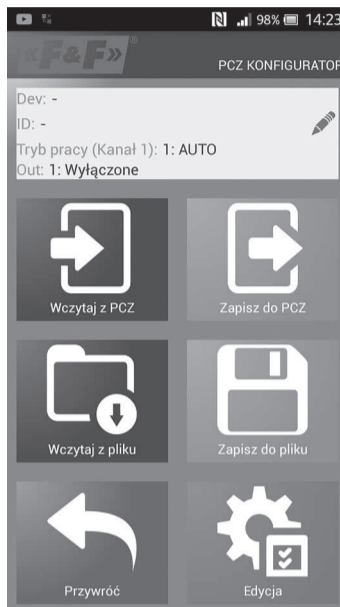 98% 14:23
«F&F»®
PCZ KONFIGURATOR
Dev: -
ID: -
Tryb pracy (Kanał 1): 1: AUTO
Out: 1: Wyłączone
Wczytaj z PCZ
Zapisz do PCZ
Wczytaj z pliku
Zapisz do pliku
Przywróć
Edycja